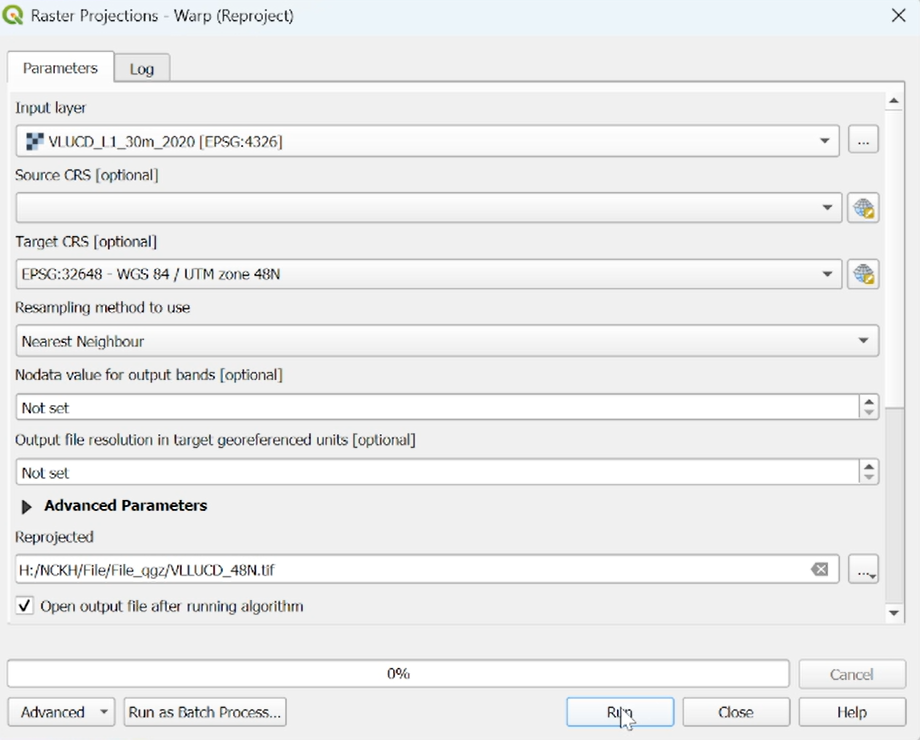 Raster Projections - Warp (Reproject)
Parameters
Log
Input layer
VLUCD_L1_30m_2020 [EPSG:4326]
...
Source CRS [optional]
Target CRS [optional]
EPSG:32648 - WGS 84 / UTM zone 48N
Resampling method to use
Nearest Neighbour
Nodata value for output bands [optional]
Not set
Output file resolution in target georeferenced units [optional]
Not set
Advanced Parameters
Reprojected
H:/NCKH/File/File_qgz/VLLUCD_48N.tif
...
Open output file after running algorithm
0%
Cancel
Advanced
Run as Batch Process...
Run
Close
Help